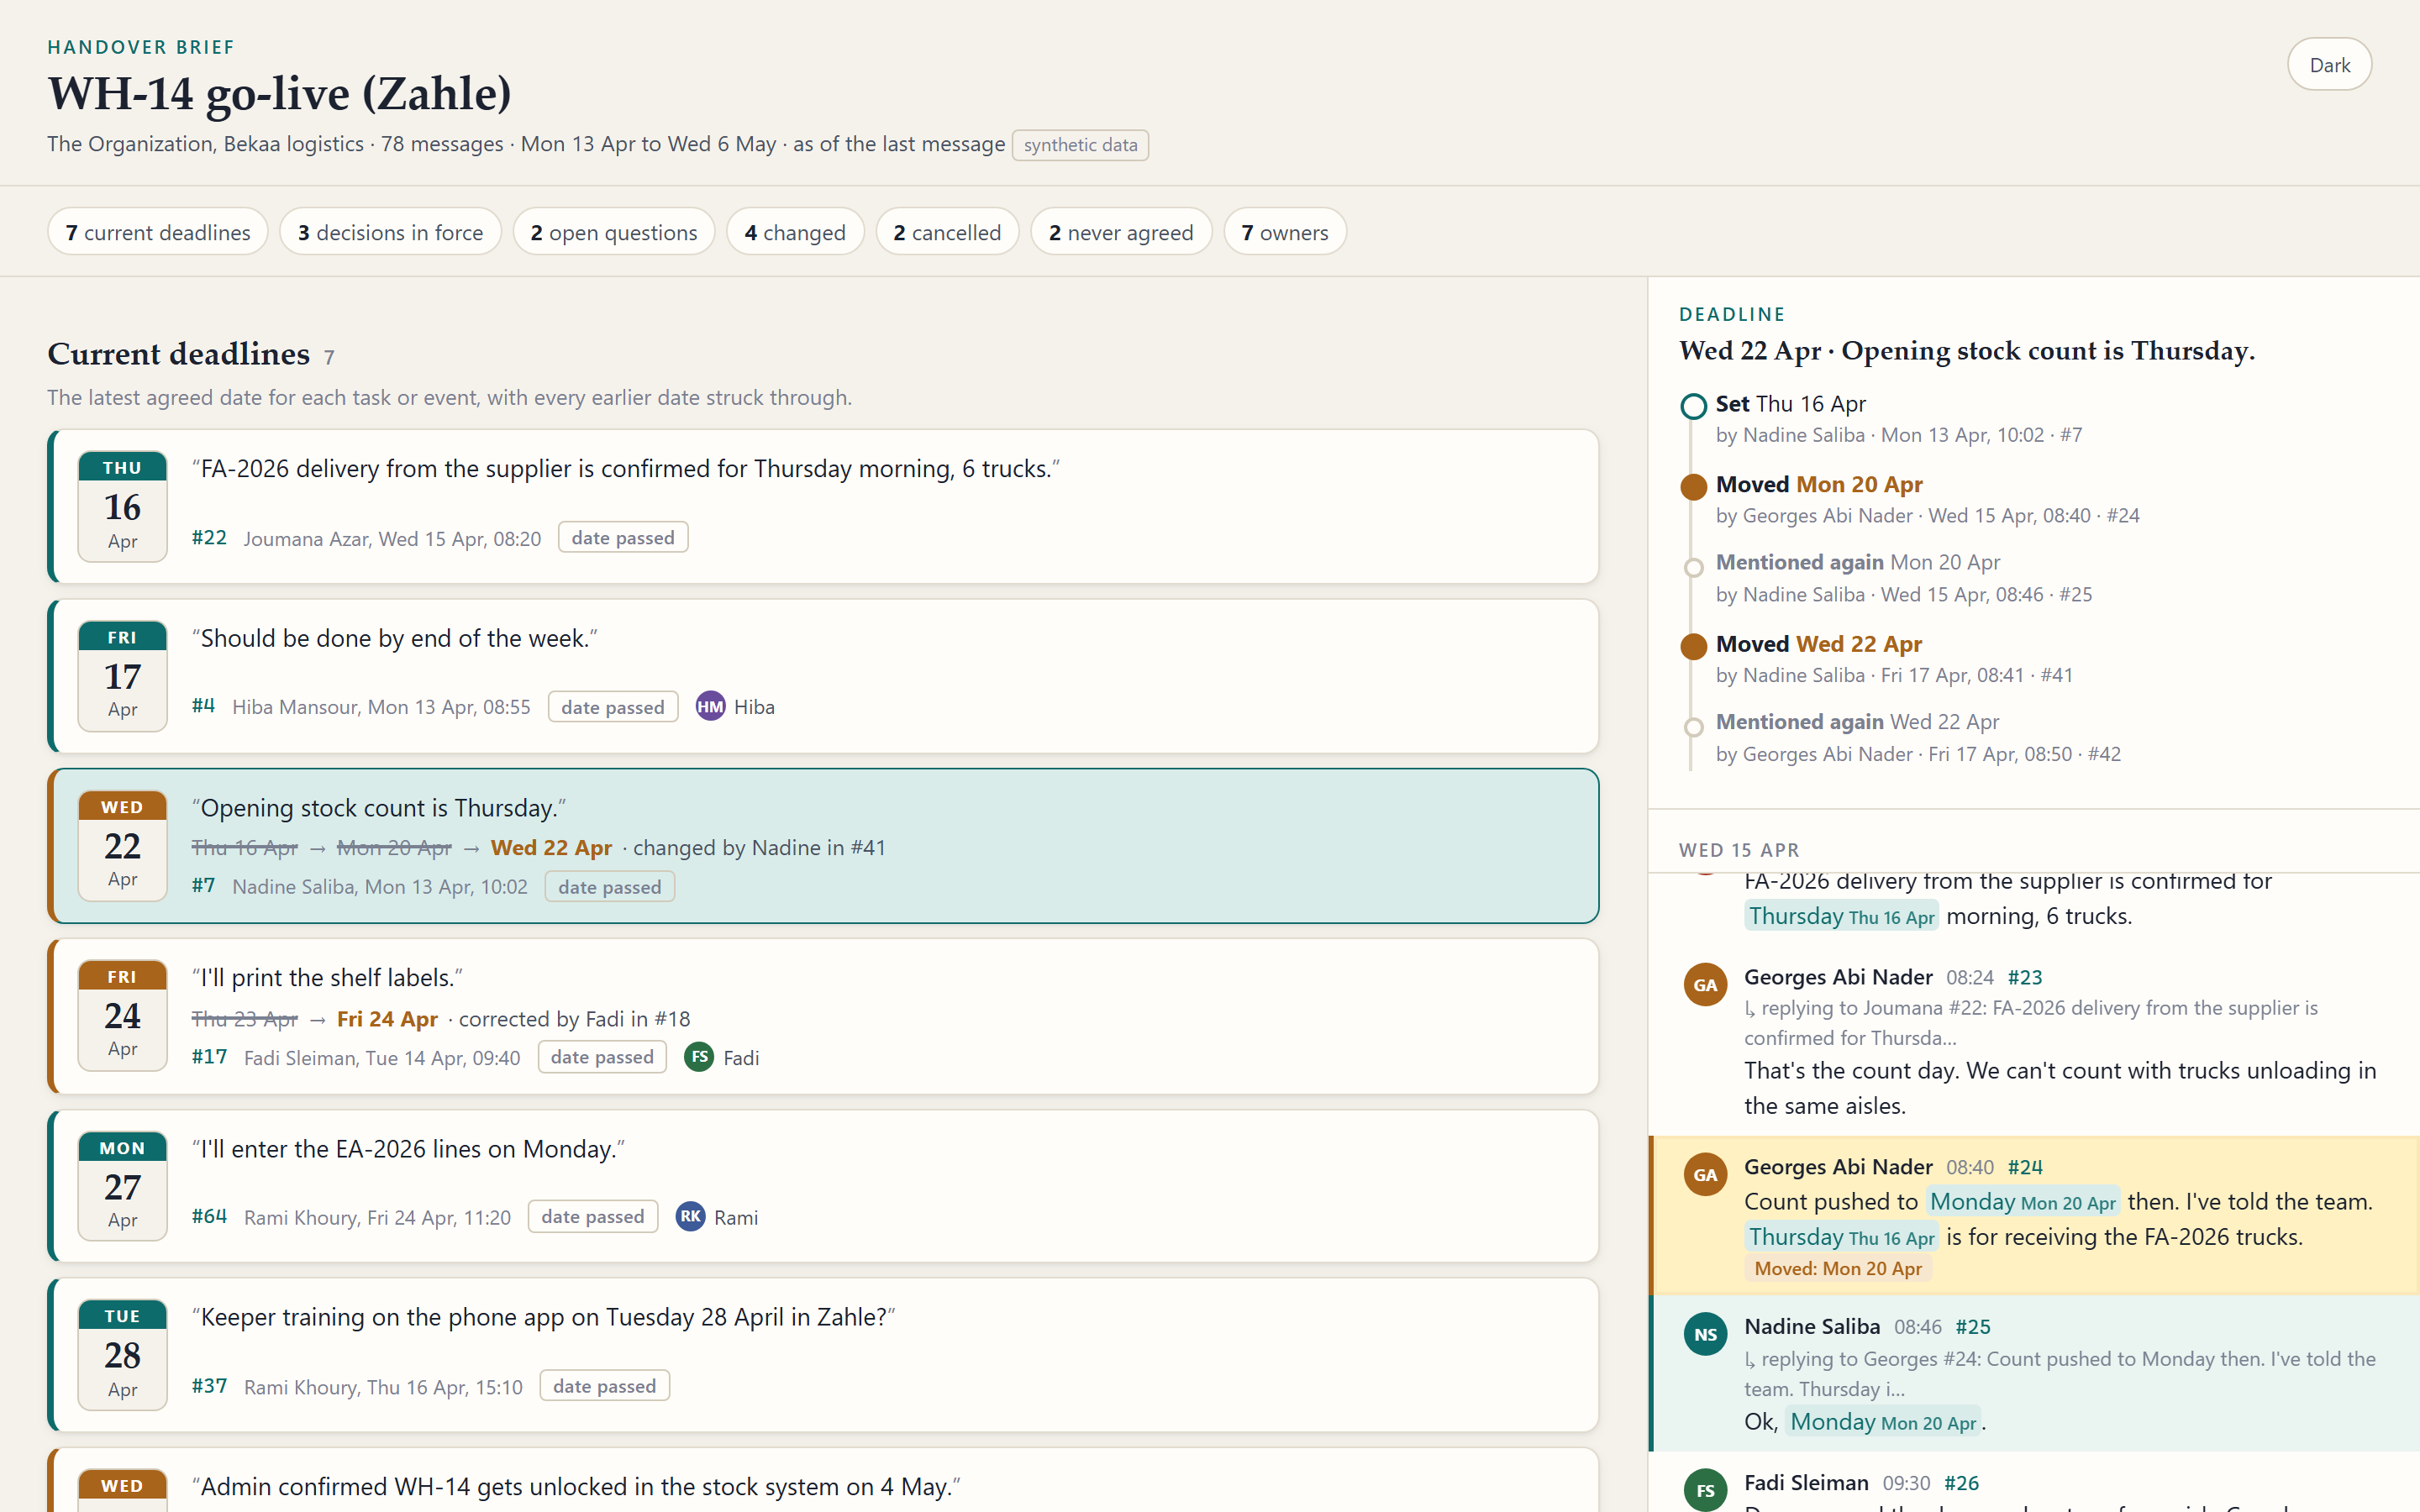 HANDOVER BRIEF
WH-14 go-live (Zahle)
The Organization, Bekaa logistics · 78 messages · Mon 13 Apr to Wed 6 May · as of the last message synthetic data
Dark
7 current deadlines
3 decisions in force
2 open questions
4 changed
2 cancelled
2 never agreed
7 owners
Current deadlines 7
The latest agreed date for each task or event, with every earlier date struck through.
THU
16
Apr
“FA-2026 delivery from the supplier is confirmed for Thursday morning, 6 trucks.”
#22 Joumana Azar, Wed 15 Apr, 08:20 date passed
FRI
17
Apr
“Should be done by end of the week.”
#4 Hiba Mansour, Mon 13 Apr, 08:55 date passed HM Hiba
WED
22
Apr
“Opening stock count is Thursday.”
Thu 16 Apr → Mon 20 Apr → Wed 22 Apr · changed by Nadine in #41
#7 Nadine Saliba, Mon 13 Apr, 10:02 date passed
FRI
24
Apr
“I'll print the shelf labels.”
Thu 23 Apr → Fri 24 Apr · corrected by Fadi in #18
#17 Fadi Sleiman, Tue 14 Apr, 09:40 date passed FS Fadi
MON
27
Apr
“I'll enter the EA-2026 lines on Monday.”
#64 Rami Khoury, Fri 24 Apr, 11:20 date passed RK Rami
TUE
28
Apr
“Keeper training on the phone app on Tuesday 28 April in Zahle?”
#37 Rami Khoury, Thu 16 Apr, 15:10 date passed
WED
“Admin confirmed WH-14 gets unlocked in the stock system on 4 May.”
DEADLINE
Wed 22 Apr · Opening stock count is Thursday.
Set Thu 16 Apr
by Nadine Saliba · Mon 13 Apr, 10:02 · #7
Moved Mon 20 Apr
by Georges Abi Nader · Wed 15 Apr, 08:40 · #24
Mentioned again Mon 20 Apr
by Nadine Saliba · Wed 15 Apr, 08:46 · #25
Moved Wed 22 Apr
by Nadine Saliba · Fri 17 Apr, 08:41 · #41
Mentioned again Wed 22 Apr
by Georges Abi Nader · Fri 17 Apr, 08:50 · #42
WED 15 APR
FA-2026 delivery from the supplier is confirmed for
Thursday Thu 16 Apr morning, 6 trucks.
GA Georges Abi Nader 08:24 #23
↳ replying to Joumana #22: FA-2026 delivery from the supplier is
confirmed for Thursda…
That's the count day. We can't count with trucks unloading in
the same aisles.
GA Georges Abi Nader 08:40 #24
Count pushed to Monday Mon 20 Apr then. I've told the team.
Thursday Thu 16 Apr is for receiving the FA-2026 trucks.
Moved: Mon 20 Apr
NS Nadine Saliba 08:46 #25
↳ replying to Georges #24: Count pushed to Monday then. I've told the
team. Thursday i…
Ok, Monday Mon 20 Apr.
FS Fadi Sleiman 09:30 #26